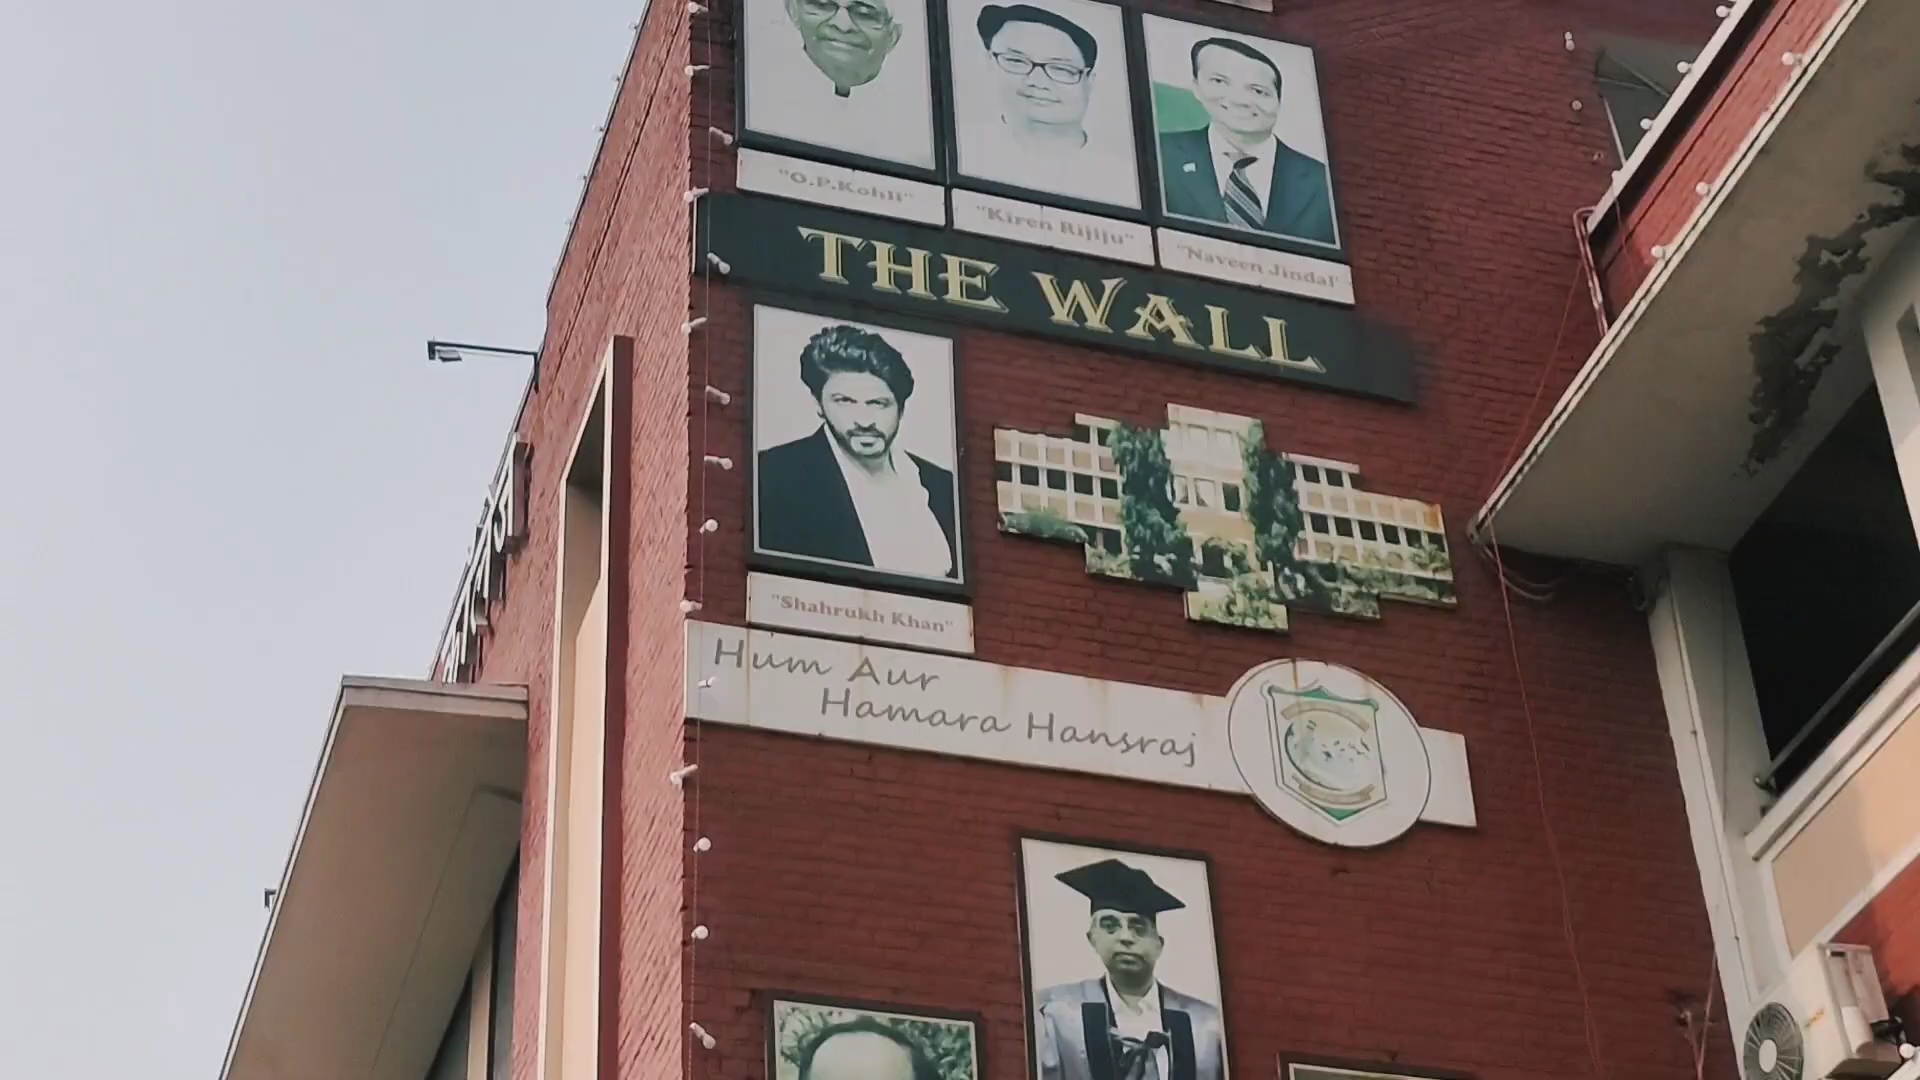 "O.P.Kohli"
"Kiren Rijiju"
"Naveen Jindal"
THE WALL
"Shahrukh Khan"
Hum Aur
Hamara Hansraj